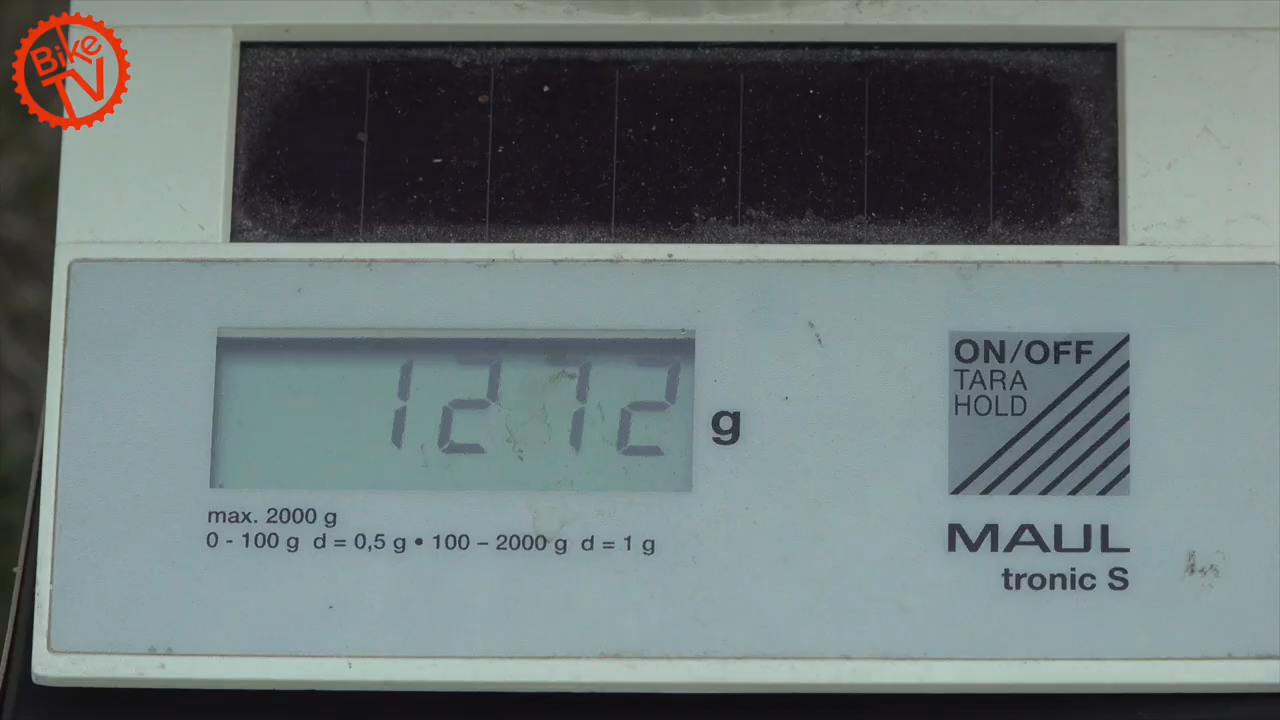 Bike
TV
1272 g
ON/OFF
TARA
HOLD
max. 2000 g
0 - 100 g d = 0,5 g • 100 – 2000 g d = 1 g
MAUL
tronic S